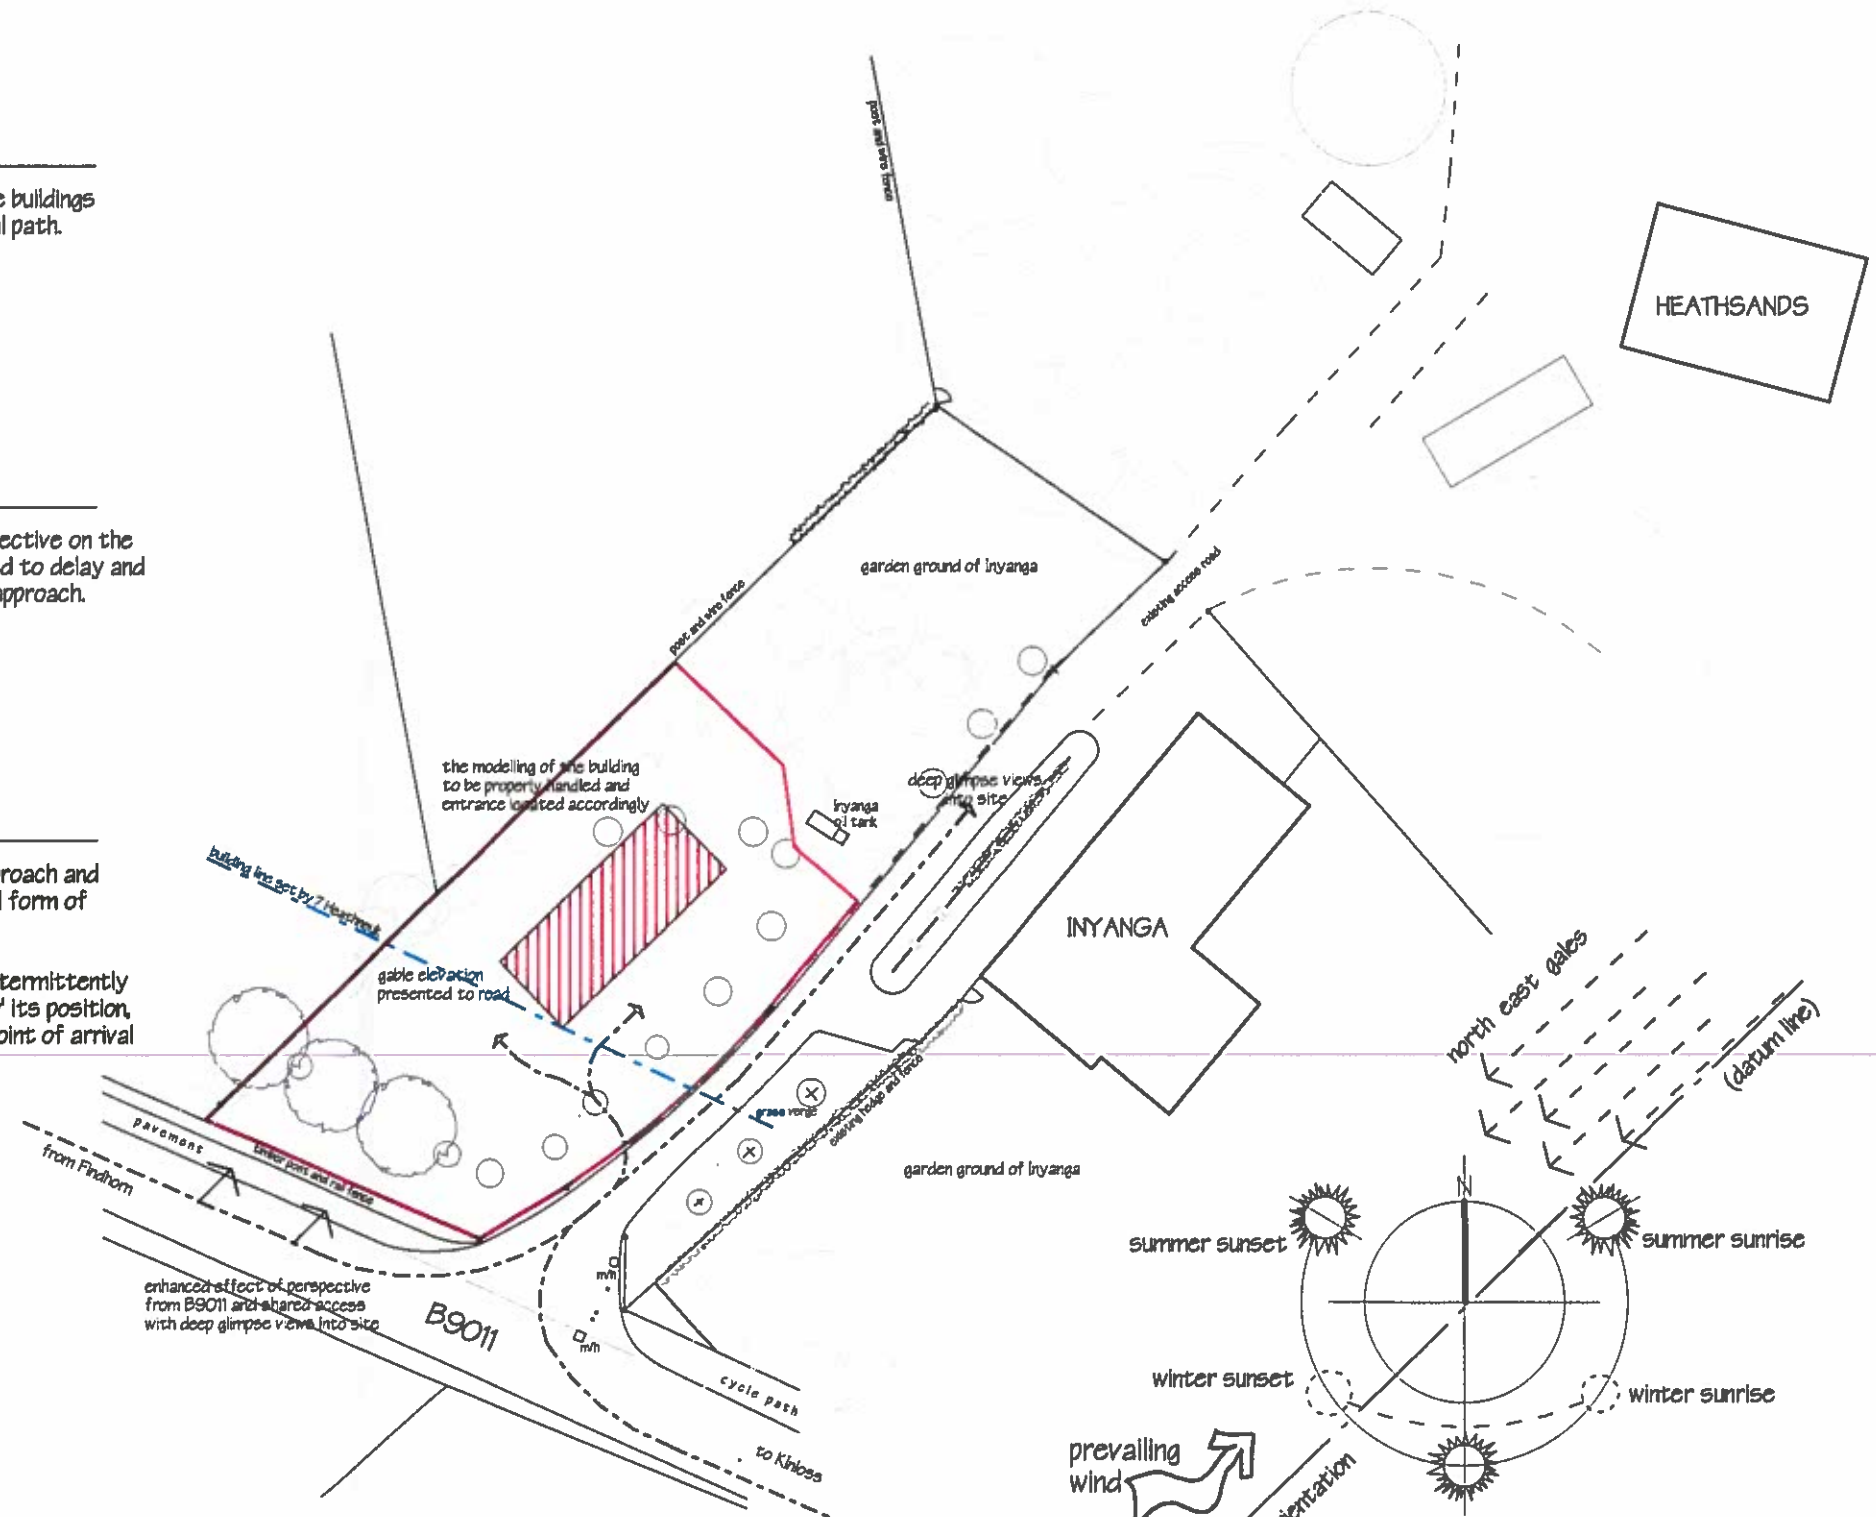 e buildings
l path.
ective on the
d to delay and
approach.
roach and
l form of
termittently
its position,
oint of arrival
post and wire fence
HEATHSANDS
garden ground of Inyanga
existing access road
post and wire fence
the modelling of the building
to be properly handled and
entrance located accordingly
Inyanga
oil tank
deep glimpse views
into site
building line set by 7 Heathneuk
gable elevation
presented to road
INYANGA
north east gales
(datum line)
grass verge
existing hedge and fence
garden ground of Inyanga
pavement
timber post and rail fence
from Findhorn
enhanced effect of perspective
from B9011 and shared access
with deep glimpse views into site
B9011
m/h
m/h
cycle path
to Kinloss
N
summer sunset
summer sunrise
winter sunset
winter sunrise
prevailing
wind
ientation